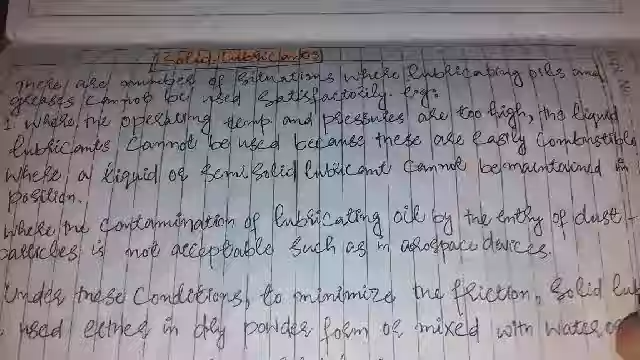 Solid Lubricants
There are number of situations where lubricating oils and
greases cannot be used satisfactorily. Eg:
1. where the operating temp and pressures are too high, the liquid
lubricants cannot be used because these are easily combustible
where a liquid or semisolid lubricant cannot be maintained in
position.
where the contamination of lubricating oil by the entry of dust
particles is not acceptable such as in aerospace devices.
Under these conditions, to minimize the friction, solid lub
used either in dry powder form or mixed with water or